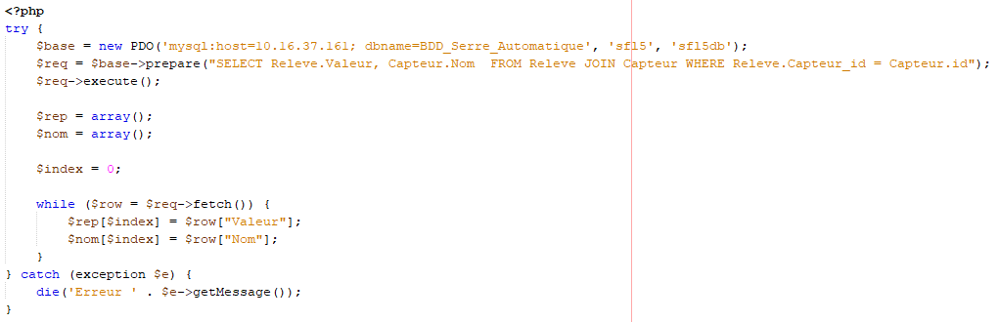 <?php
try {
    $base = new PDO('mysql:host=10.16.37.161; dbname=BDD_Serre_Automatique', 'sfl5', 'sfl5db');
    $req = $base->prepare("SELECT Releve.Valeur, Capteur.Nom  FROM Releve JOIN Capteur WHERE Releve.Capteur_id = Capteur.id");
    $req->execute();
    $rep = array();
    $nom = array();
    $index = 0;
    while ($row = $req->fetch()) {
        $rep[$index] = $row["Valeur"];
        $nom[$index] = $row["Nom"];
    }
} catch (exception $e) {
    die('Erreur ' . $e->getMessage());
}